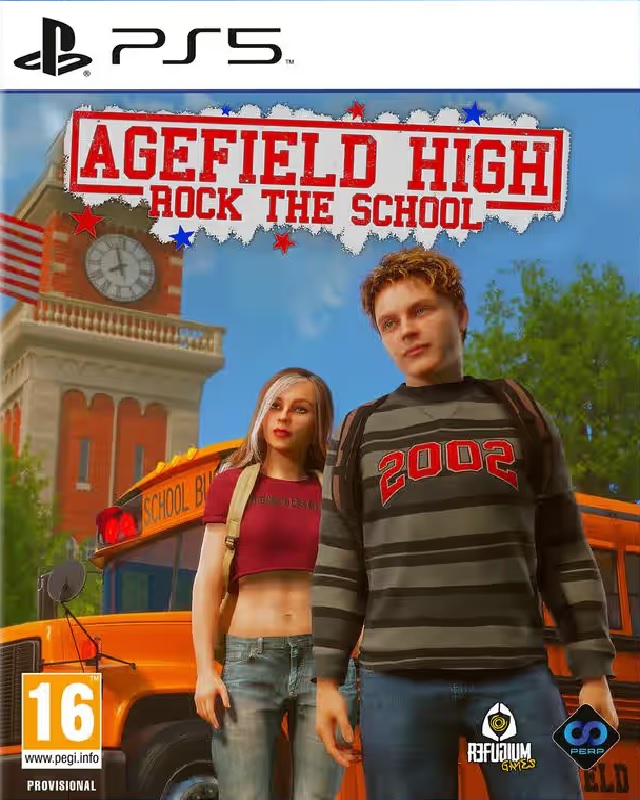 PS5
AGEFIELD HIGH
ROCK THE SCHOOL
SCHOOL BU
2002
16
www.pegi.info
PROVISIONAL
REFUGIUM
GAMES
PERP
ELD